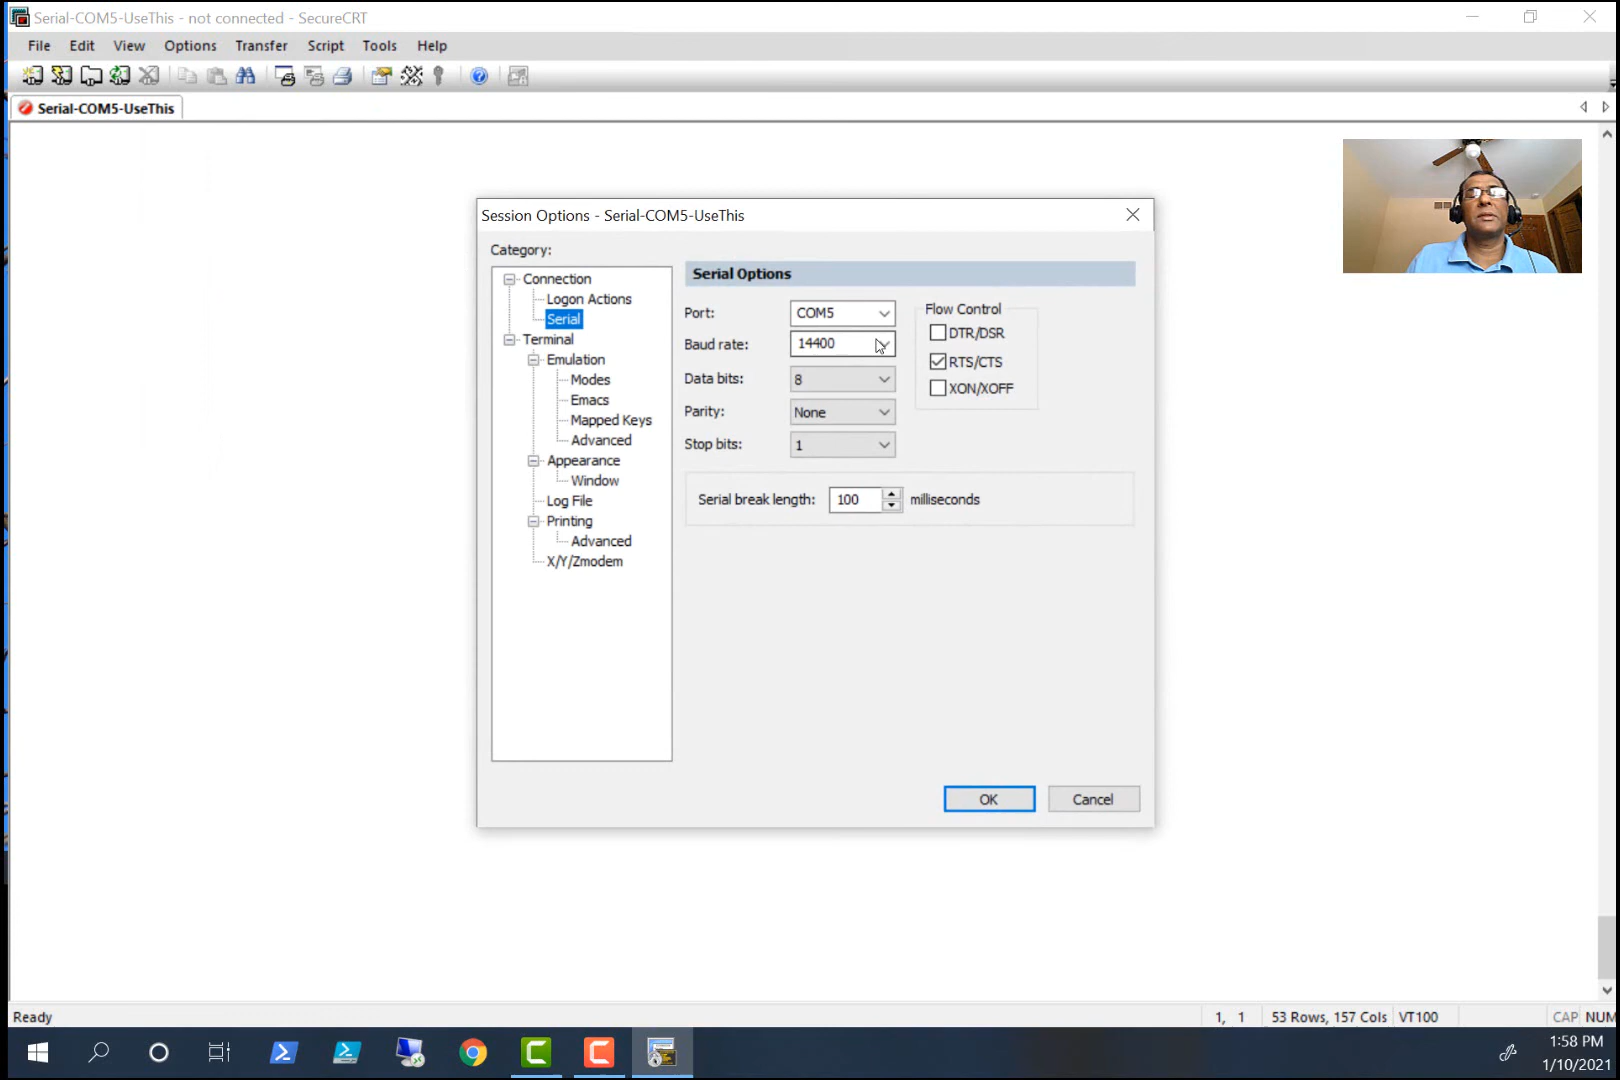 Serial-COM5-UseThis - not connected - SecureCRT
File Edit View Options Transfer Script Tools Help
Serial-COM5-UseThis
Session Options - Serial-COM5-UseThis
Category:
Connection
Logon Actions
Serial
Terminal
Emulation
Modes
Emacs
Mapped Keys
Advanced
Appearance
Window
Log File
Printing
Advanced
X/Y/Zmodem
Serial Options
Port: COM5
Baud rate: 14400
Data bits: 8
Parity: None
Stop bits: 1
Flow Control
DTR/DSR
RTS/CTS
XON/XOFF
Serial break length: 100 milliseconds
OK Cancel
Ready 1, 1 53 Rows, 157 Cols VT100 CAP NUM
1:58 PM
1/10/2021